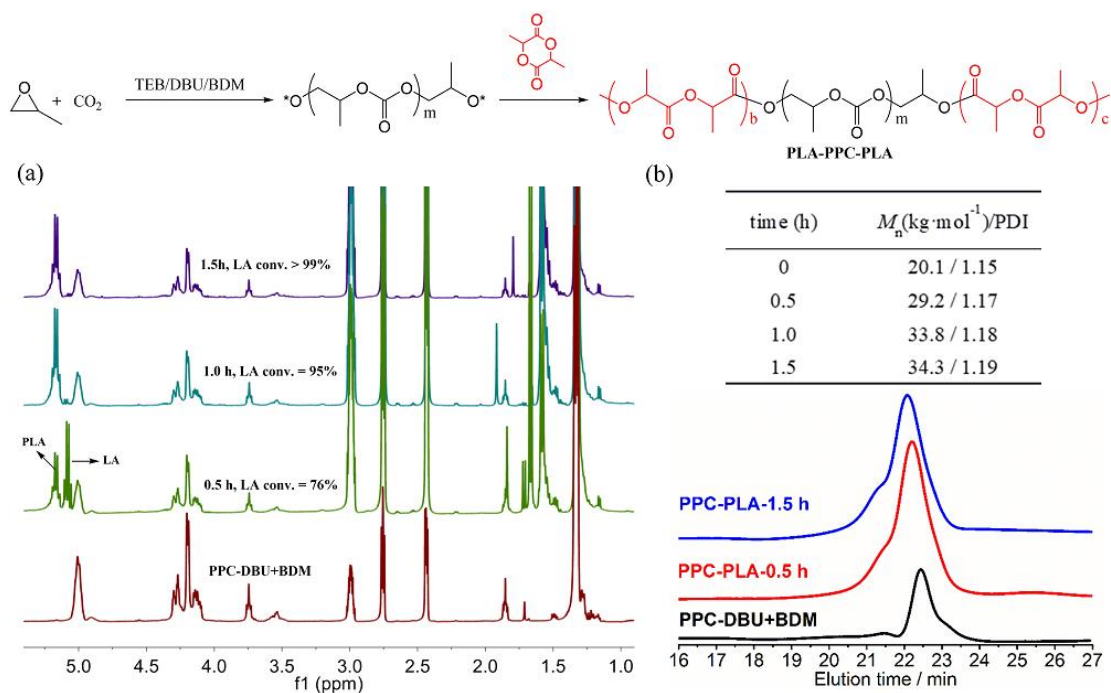 O
O
O
O
O
+ CO2
TEB/DBU/BDM
*
O
O
O
O
m
O
*
O
O
O
O
b
O
O
O
O
m
O
O
O
O
O
c
PLA-PPC-PLA
(a)
1.5h, LA conv. > 99%
1.0 h, LA conv. = 95%
PLA
LA
0.5 h, LA conv. = 76%
PPC-DBU+BDM
5.0 4.5 4.0 3.5 3.0 2.5 2.0 1.5 1.0
f1 (ppm)
(b)
time (h) Mn(kg·mol-1)/PDI
0 20.1 / 1.15
0.5 29.2 / 1.17
1.0 33.8 / 1.18
1.5 34.3 / 1.19
PPC-PLA-1.5 h
PPC-PLA-0.5 h
PPC-DBU+BDM
16 17 18 19 20 21 22 23 24 25 26 27
Elution time / min